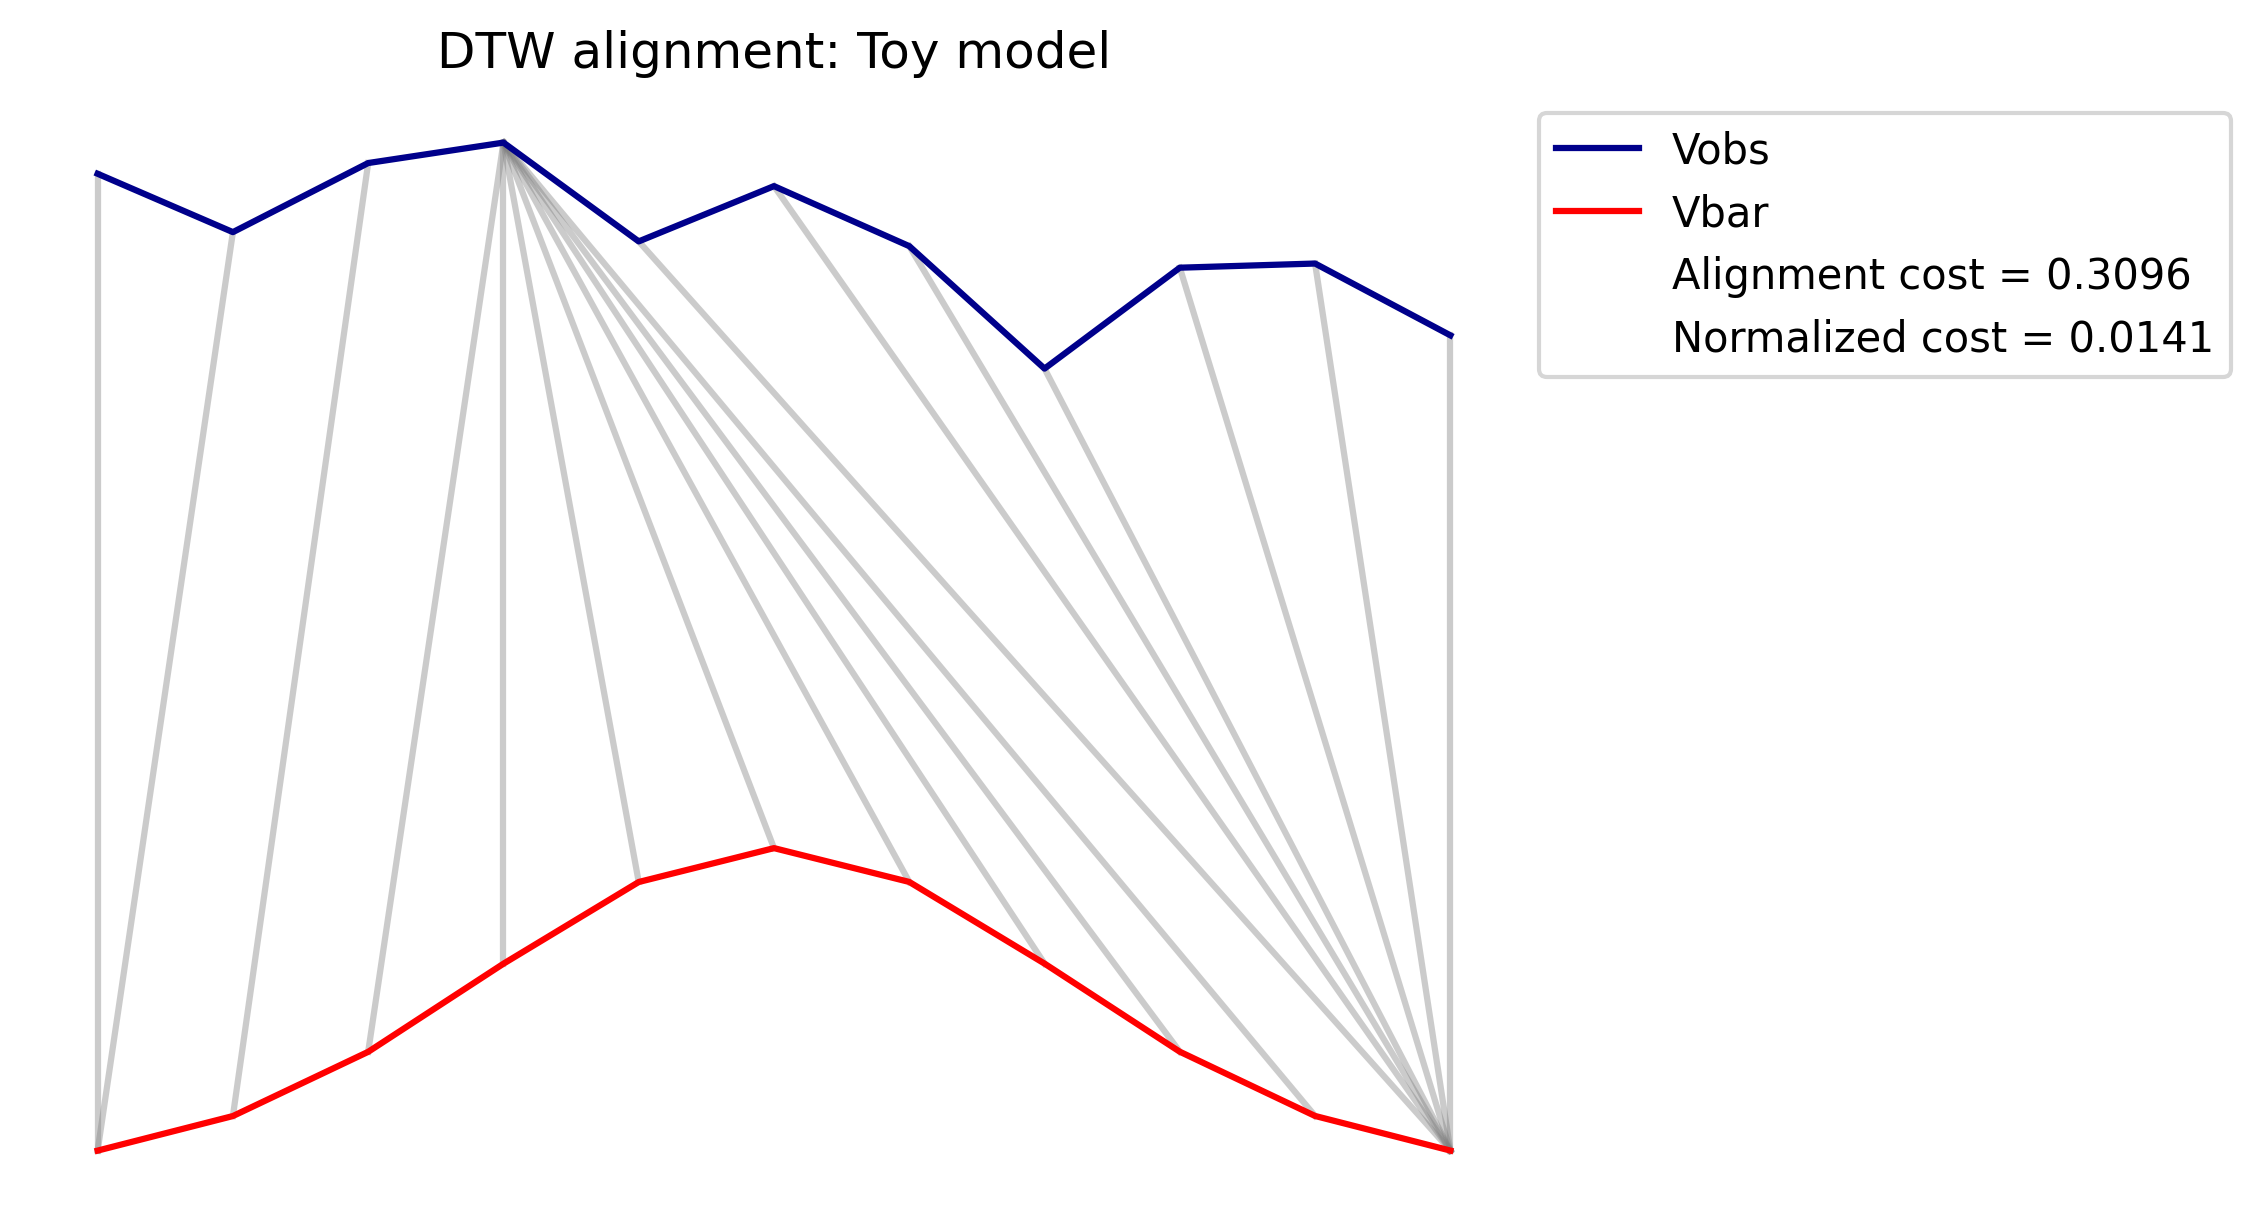 DTW alignment: Toy model
Vobs
Vbar
Alignment cost = 0.3096
Normalized cost = 0.0141